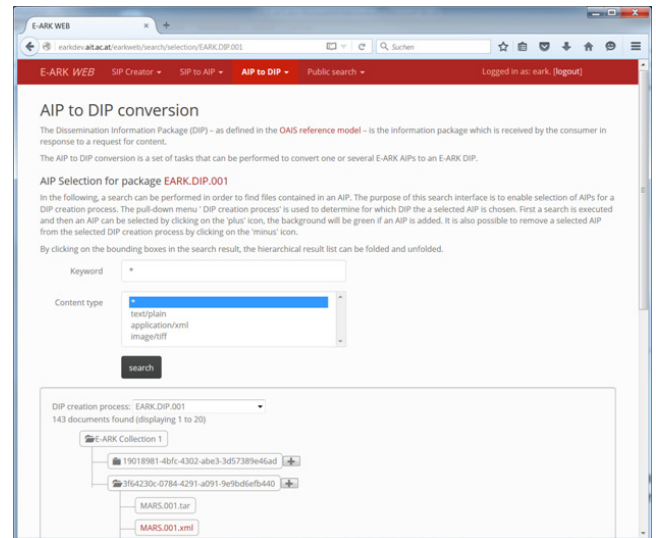 E-ARK WEB
earkdev.ait.ac.at/earkweb/search/selection/EARK.DIP.001
Suchen
E-ARK WEB SIP Creator SIP to AIP AIP to DIP Public search Logged in as: eark. [logout]
AIP to DIP conversion
The Dissemination Information Package (DIP) – as defined in the OAIS reference model – is the information package which is received by the consumer in
response to a request for content.
The AIP to DIP conversion is a set of tasks that can be performed to convert one or several E-ARK AIPs to an E-ARK DIP.
AIP Selection for package EARK.DIP.001
In the following, a search can be performed in order to find files contained in an AIP. The purpose of this search interface is to enable selection of AIPs for a
DIP creation process. The pull-down menu ' DIP creation process' is used to determine for which DIP the a selected AIP is chosen. First a search is executed
and then an AIP can be selected by clicking on the 'plus' icon, the background will be green if an AIP is added. It is also possible to remove a selected AIP
from the selected DIP creation process by clicking on the 'minus' icon.
By clicking on the bounding boxes in the search result, the hierarchical result list can be folded and unfolded.
Keyword *
Content type *
text/plain
application/xml
image/tiff
search
DIP creation process: EARK.DIP.001
143 documents found (displaying 1 to 20)
E-ARK Collection 1
19018981-4bfc-4302-abe3-3d57389e46ad
3f64230c-0784-4291-a091-9e9bd6efb440
MARS.001.tar
MARS.001.xml